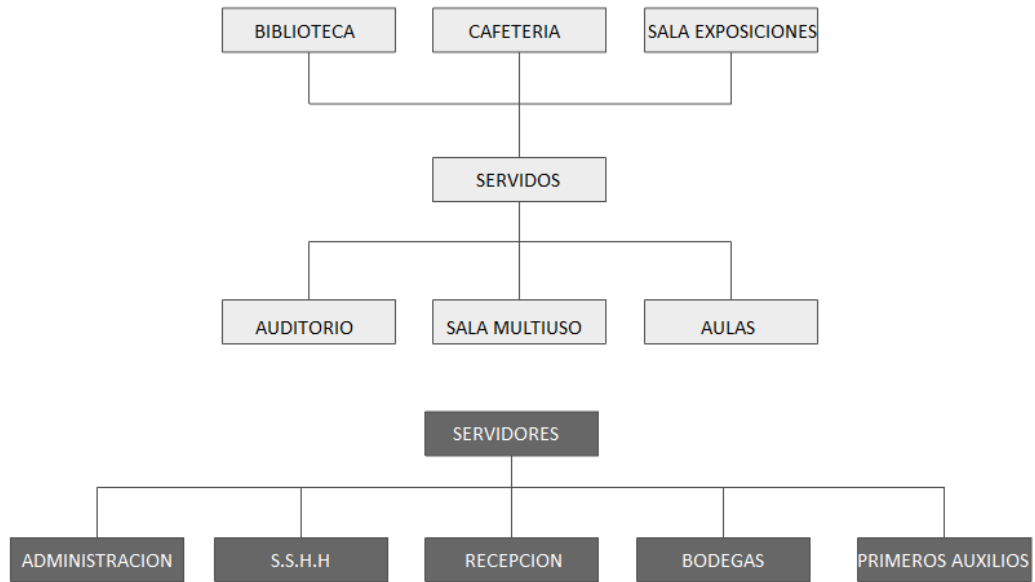 BIBLIOTECA
CAFETERIA
SALA EXPOSICIONES
SERVIDOS
AUDITORIO
SALA MULTIUSO
AULAS
SERVIDORES
ADMINISTRACION
S.S.H.H
RECEPCION
BODEGAS
PRIMEROS AUXILIOS